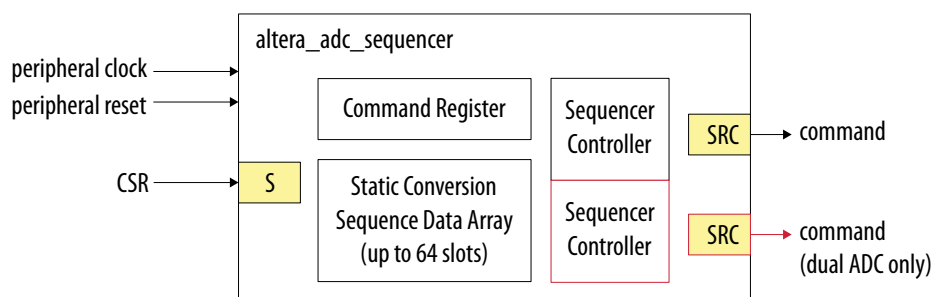 altera_adc_sequencer
peripheral clock
peripheral reset
CSR
S
Command Register
Static Conversion
Sequence Data Array
(up to 64 slots)
Sequencer
Controller
Sequencer
Controller
SRC
command
SRC
command
(dual ADC only)